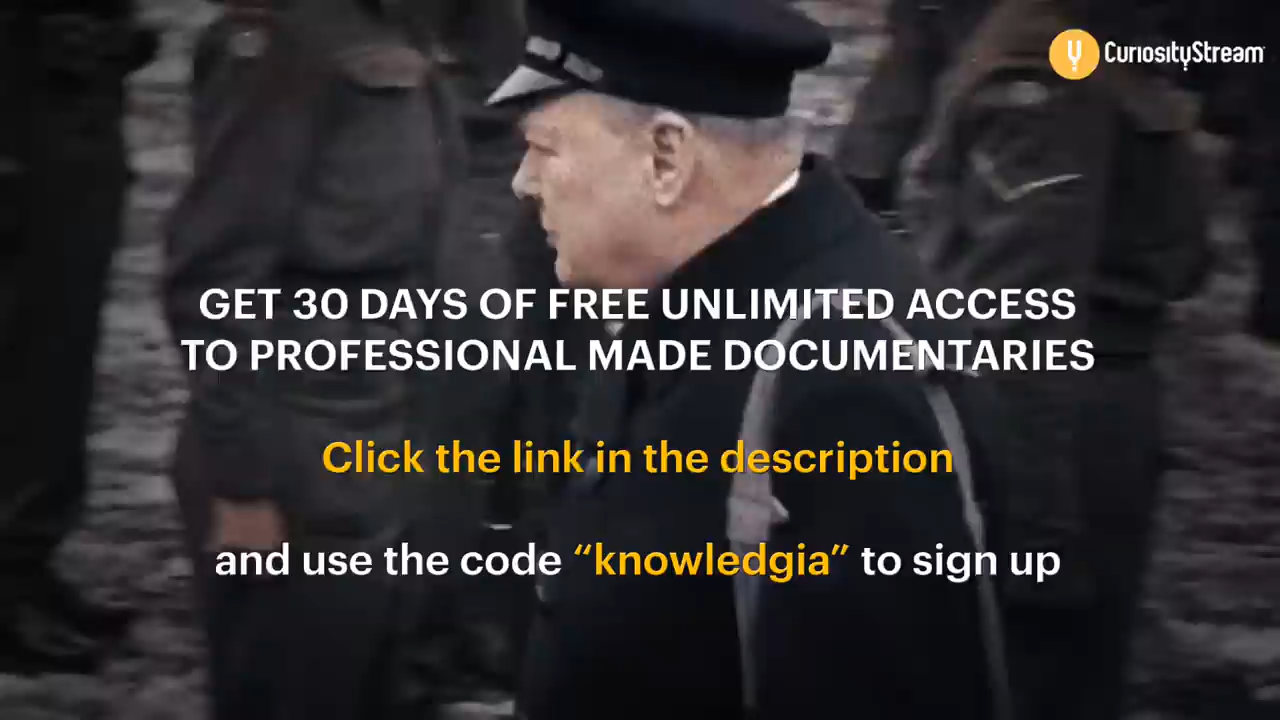 CuriosityStream
GET 30 DAYS OF FREE UNLIMITED ACCESS
TO PROFESSIONAL MADE DOCUMENTARIES
Click the link in the description
and use the code “knowledgia” to sign up